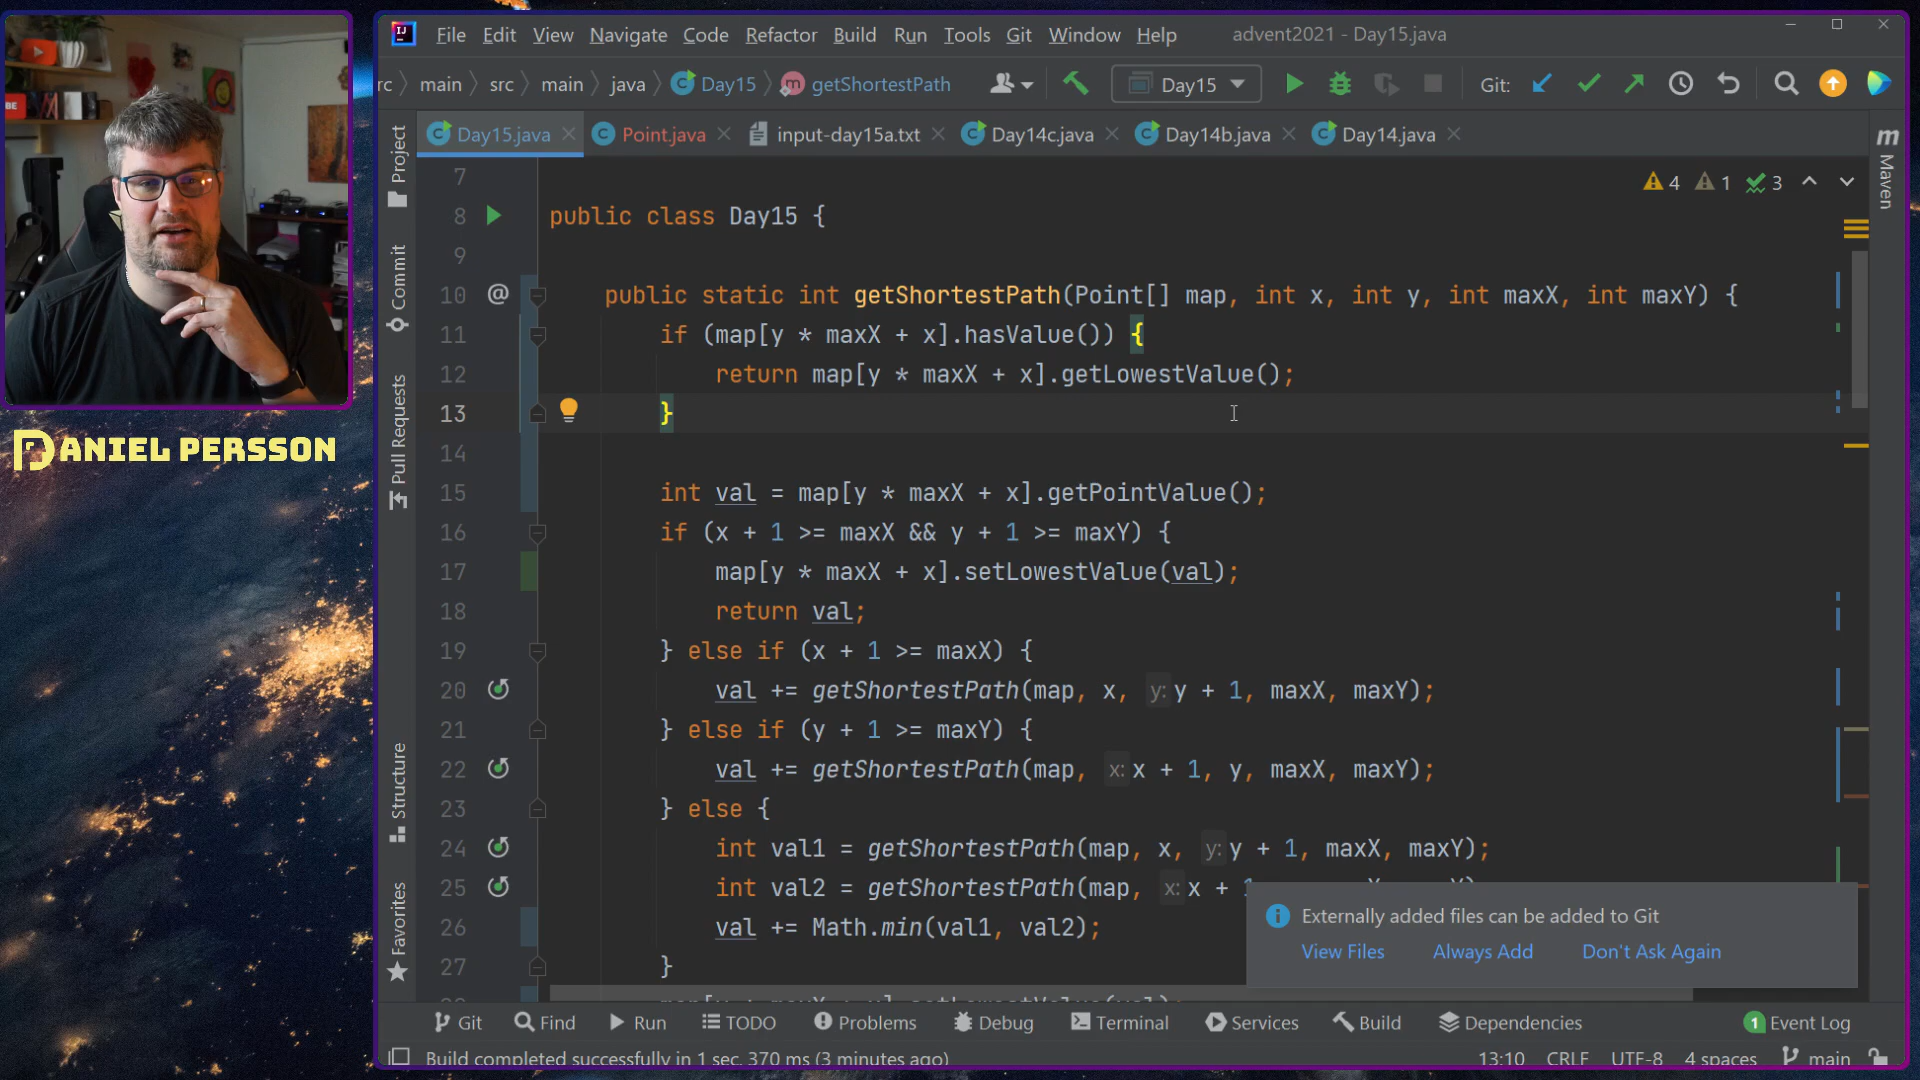 File Edit View Navigate Code Refactor Build Run Tools Git Window Help advent2021 - Day15.java
rc main src main java Day15 getShortestPath Day15 Git:
Day15.java Point.java input-day15a.txt Day14c.java Day14b.java Day14.java
4 1 3
7
8 public class Day15 {
9
10 @ public static int getShortestPath(Point[] map, int x, int y, int maxX, int maxY) {
11 if (map[y * maxX + x].hasValue()) {
12 return map[y * maxX + x].getLowestValue();
13 }
14
15 int val = map[y * maxX + x].getPointValue();
16 if (x + 1 >= maxX && y + 1 >= maxY) {
17 map[y * maxX + x].setLowestValue(val);
18 return val;
19 } else if (x + 1 >= maxX) {
20 val += getShortestPath(map, x, y: y + 1, maxX, maxY);
21 } else if (y + 1 >= maxY) {
22 val += getShortestPath(map, x: x + 1, y, maxX, maxY);
23 } else {
24 int val1 = getShortestPath(map, x, y: y + 1, maxX, maxY);
25 int val2 = getShortestPath(map, x: x +
26 val += Math.min(val1, val2);
27 }
Project
Commit
Pull Requests
Structure
Favorites
m
Maven
Externally added files can be added to Git
View Files Always Add Don't Ask Again
Git Find Run TODO Problems Debug Terminal Services Build Dependencies 1 Event Log
Build completed successfully in 1 sec, 370 ms (3 minutes ago) 13:10 CRLF UTF-8 4 spaces main
DANIEL PERSSON